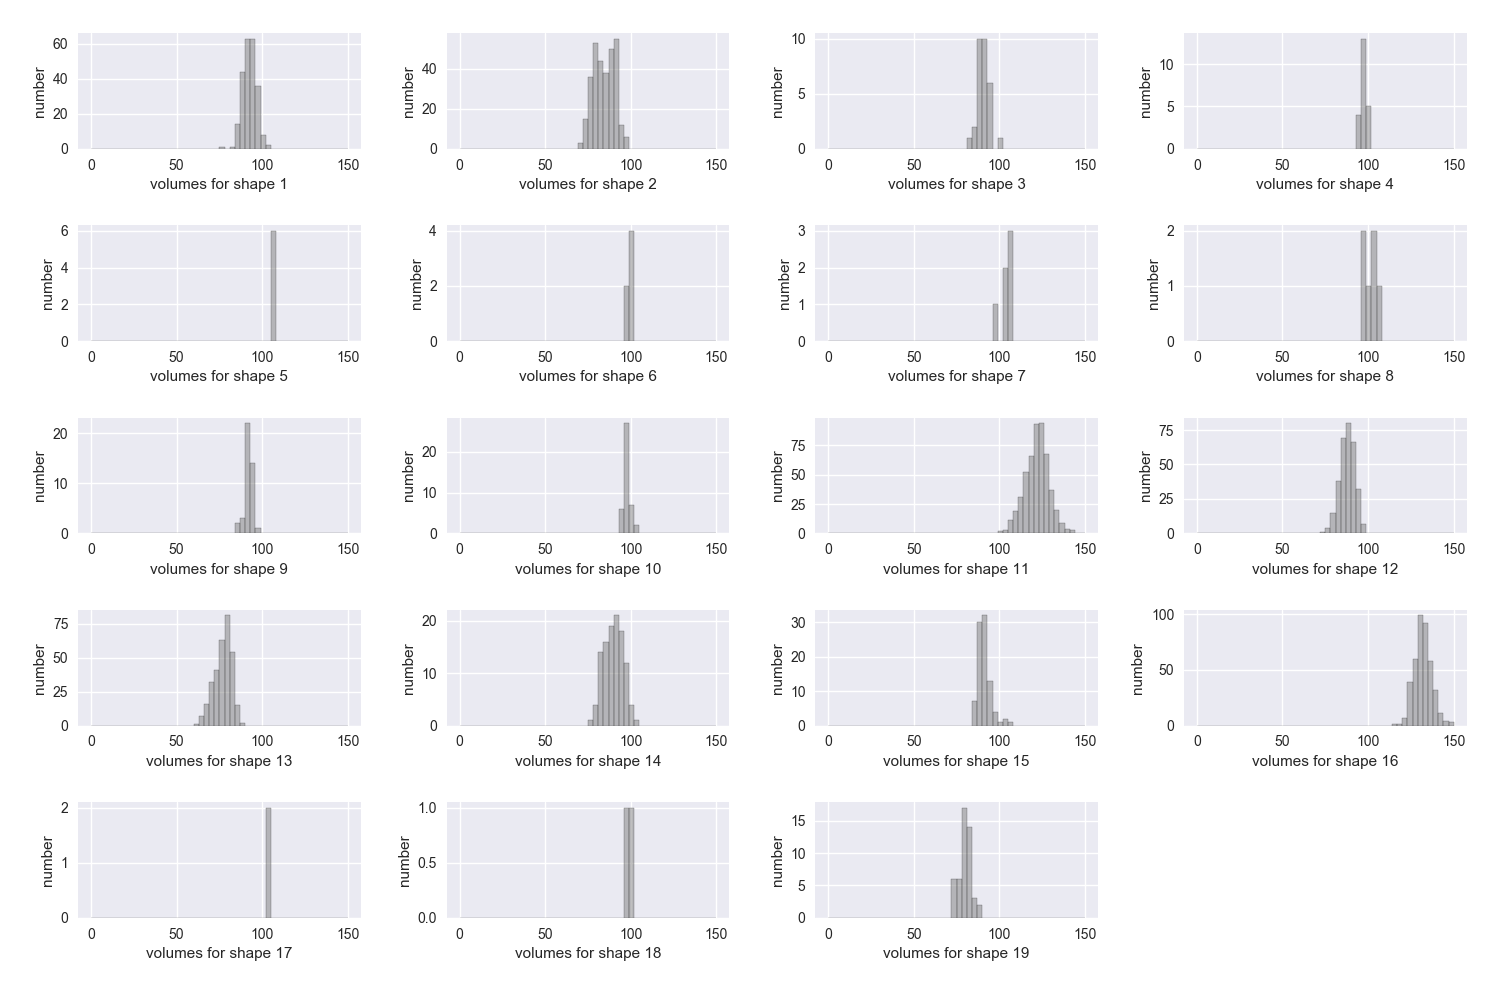 60
40
20
0
number
0 50 100 150
volumes for shape 1
40
20
0
number
0 50 100 150
volumes for shape 2
10
5
0
number
0 50 100 150
volumes for shape 3
10
5
0
number
0 50 100 150
volumes for shape 4
6
4
2
0
number
0 50 100 150
volumes for shape 5
4
2
0
number
0 50 100 150
volumes for shape 6
3
2
1
0
number
0 50 100 150
volumes for shape 7
2
1
0
number
0 50 100 150
volumes for shape 8
20
10
0
number
0 50 100 150
volumes for shape 9
20
10
0
number
0 50 100 150
volumes for shape 10
75
50
25
0
number
0 50 100 150
volumes for shape 11
75
50
25
0
number
0 50 100 150
volumes for shape 12
75
50
25
0
number
0 50 100 150
volumes for shape 13
20
10
0
number
0 50 100 150
volumes for shape 14
30
20
10
0
number
0 50 100 150
volumes for shape 15
100
50
0
number
0 50 100 150
volumes for shape 16
2
1
0
number
0 50 100 150
volumes for shape 17
1.0
0.5
0.0
number
0 50 100 150
volumes for shape 18
15
10
5
0
number
0 50 100 150
volumes for shape 19